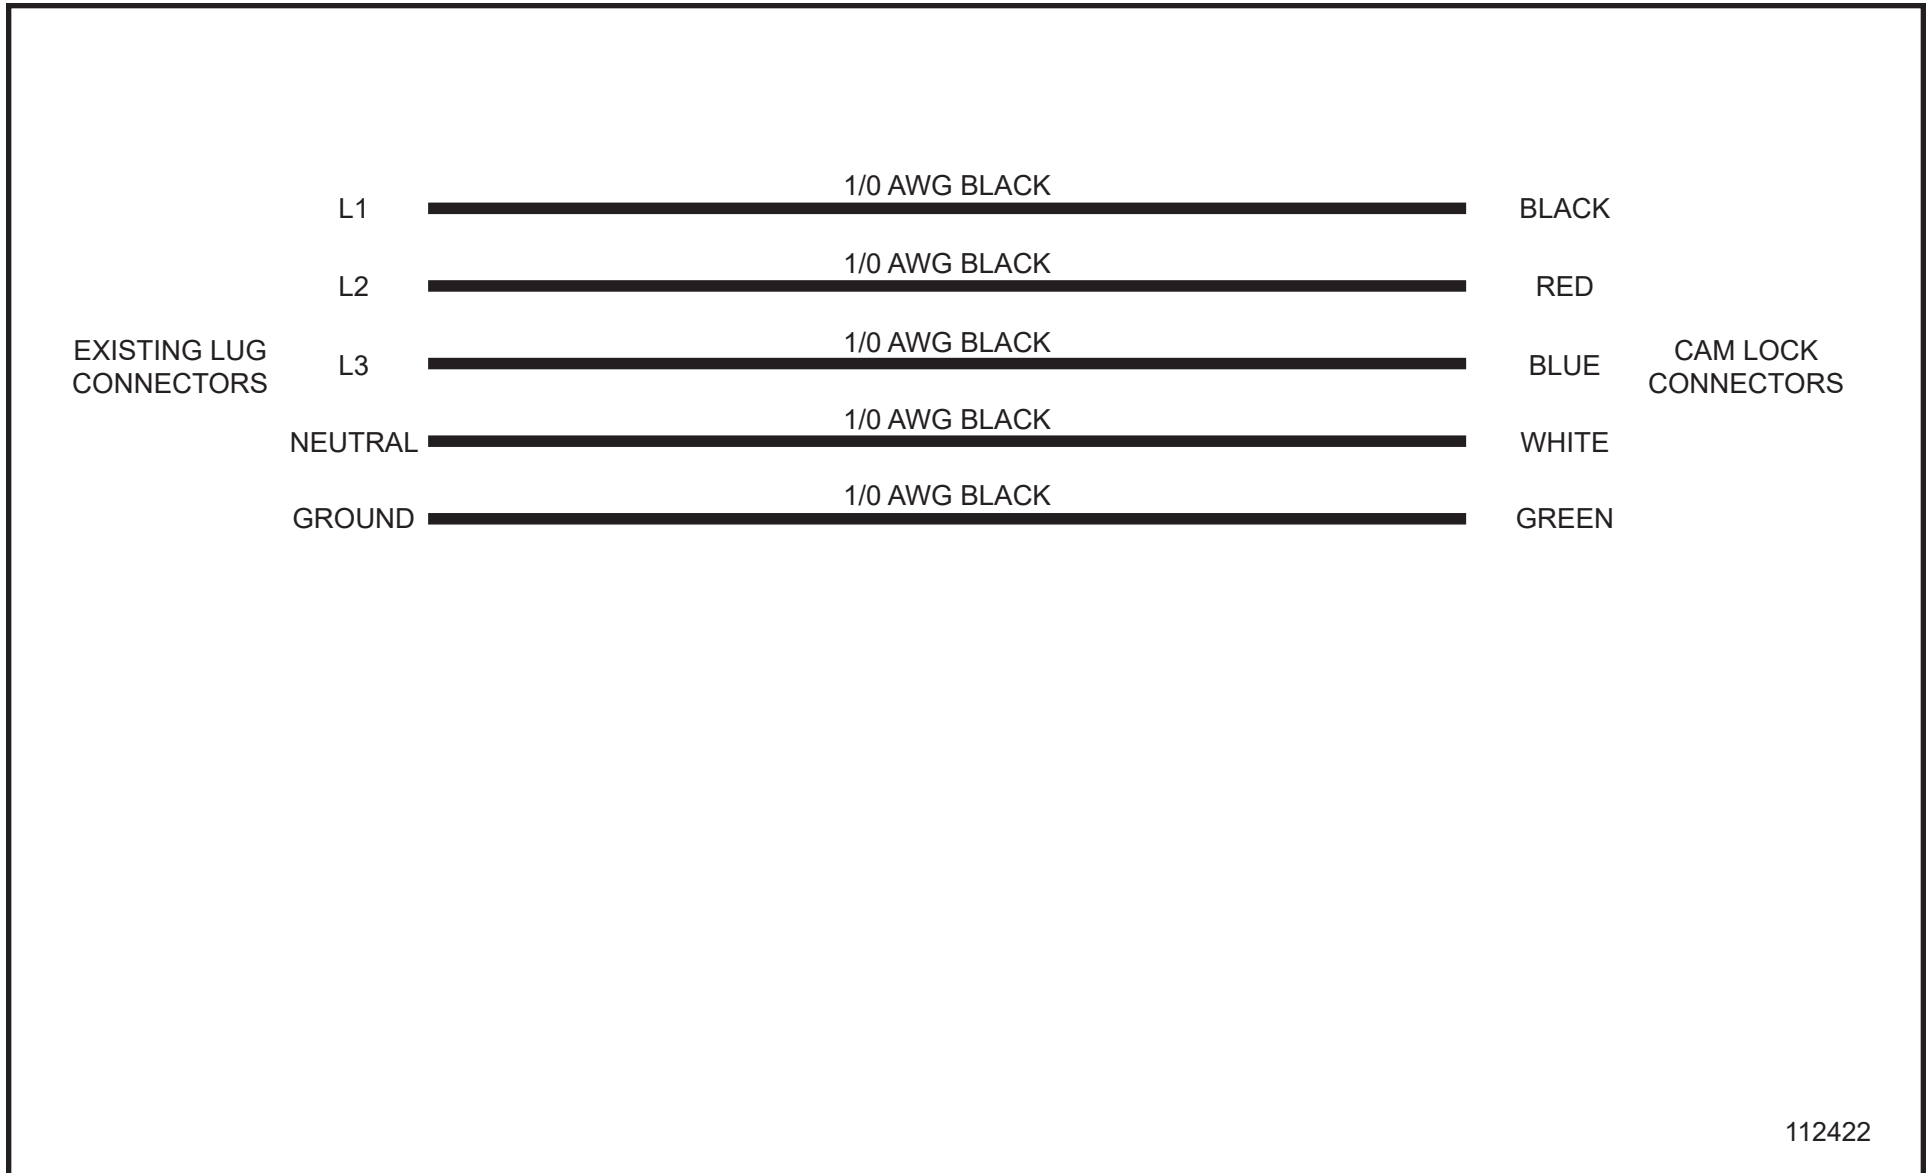 1/0 AWG BLACK
L1 BLACK
1/0 AWG BLACK
L2 RED
1/0 AWG BLACK
EXISTING LUG
CONNECTORS
L3 BLUE
CAM LOCK
CONNECTORS
1/0 AWG BLACK
NEUTRAL WHITE
1/0 AWG BLACK
GROUND GREEN
112422